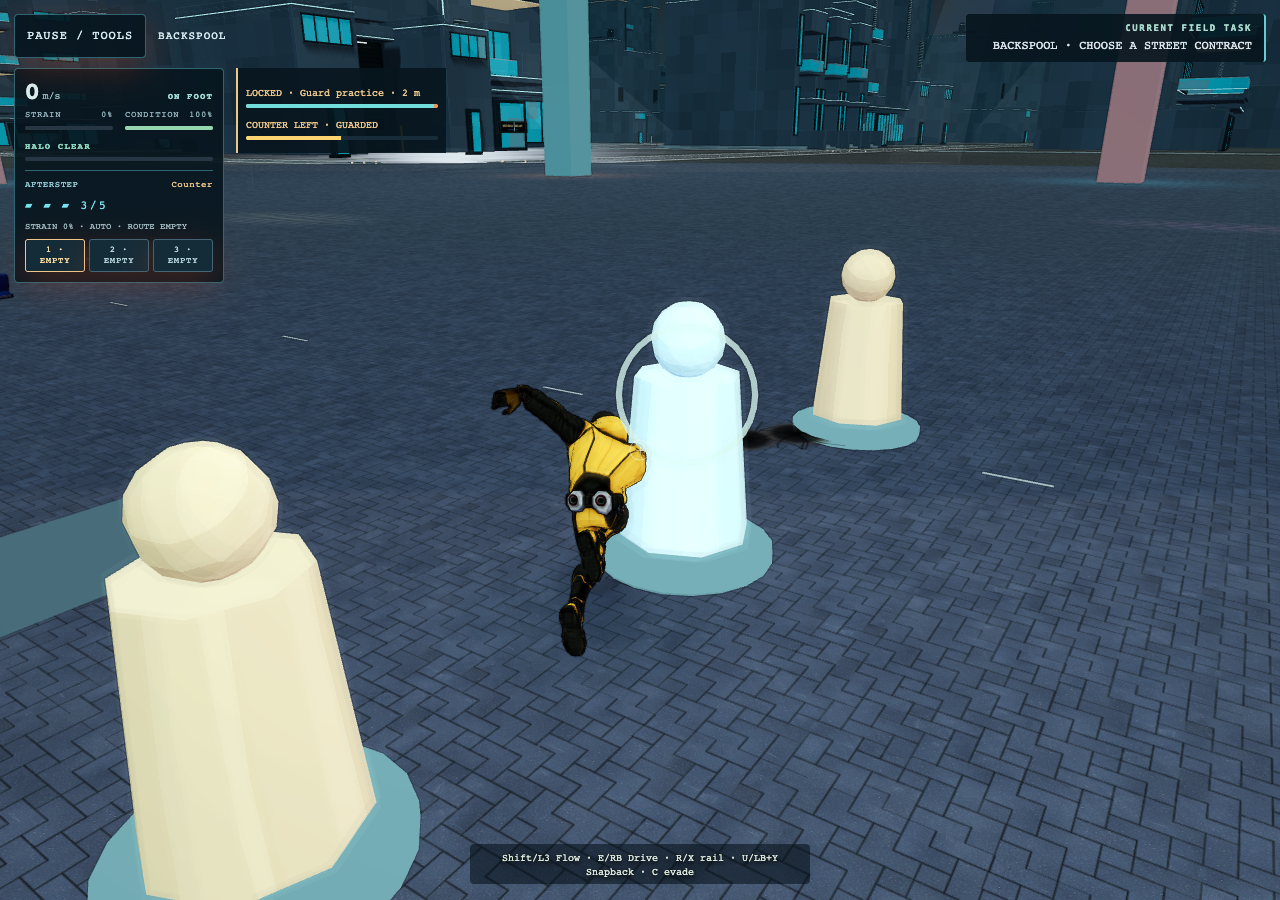 PAUSE / TOOLS
BACKSPOOL
CURRENT FIELD TASK
BACKSPOOL · CHOOSE A STREET CONTRACT
0 m/s
ON FOOT
STRAIN 0%
CONDITION 100%
HALO CLEAR
AFTERSTEP
Counter
3/5
STRAIN 0% · AUTO · ROUTE EMPTY
1 · EMPTY
2 · EMPTY
3 · EMPTY
LOCKED · Guard practice · 2 m
COUNTER LEFT · GUARDED
Shift/L3 Flow · E/RB Drive · R/X rail · U/LB+Y
Snapback · C evade